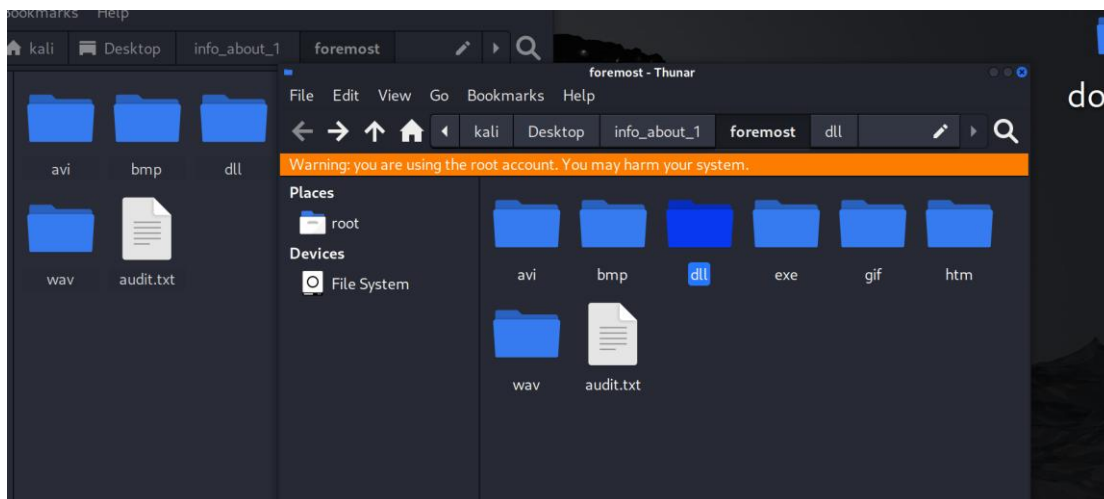 Bookmarks Help
kali Desktop info_about_1 foremost
avi bmp dll
wav audit.txt
foremost - Thunar
File Edit View Go Bookmarks Help
kali Desktop info_about_1 foremost dll
Warning: you are using the root account. You may harm your system.
Places
root
Devices
File System
avi bmp dll exe gif htm
wav audit.txt
do